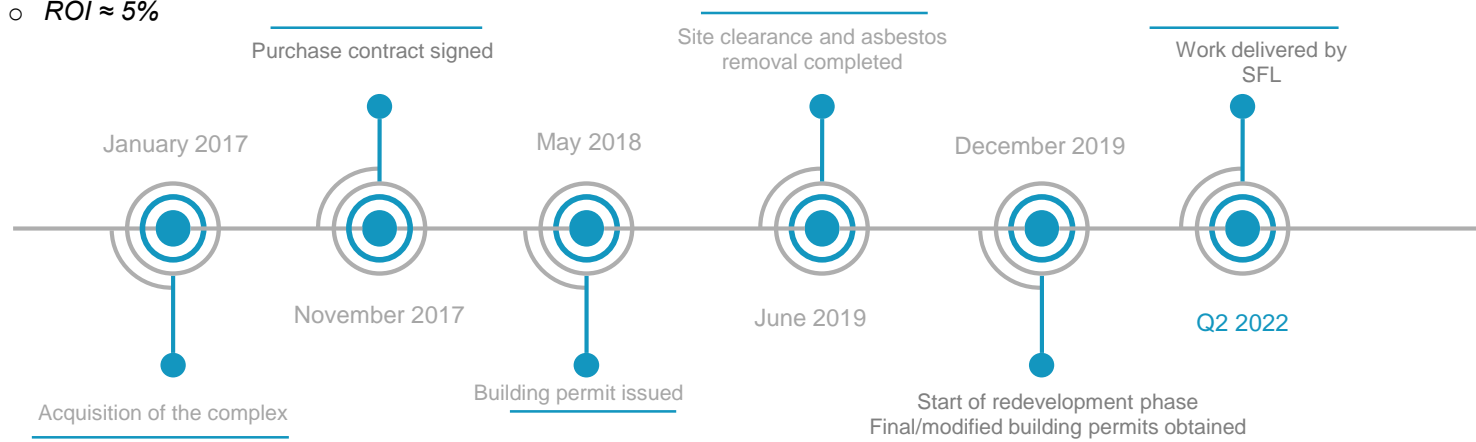 ○ ROI ≈ 5%
Purchase contract signed
Site clearance and asbestos
removal completed
Work delivered by
SFL
January 2017
May 2018
December 2019
November 2017
June 2019
Q2 2022
Acquisition of the complex
Building permit issued
Start of redevelopment phase
Final/modified building permits obtained